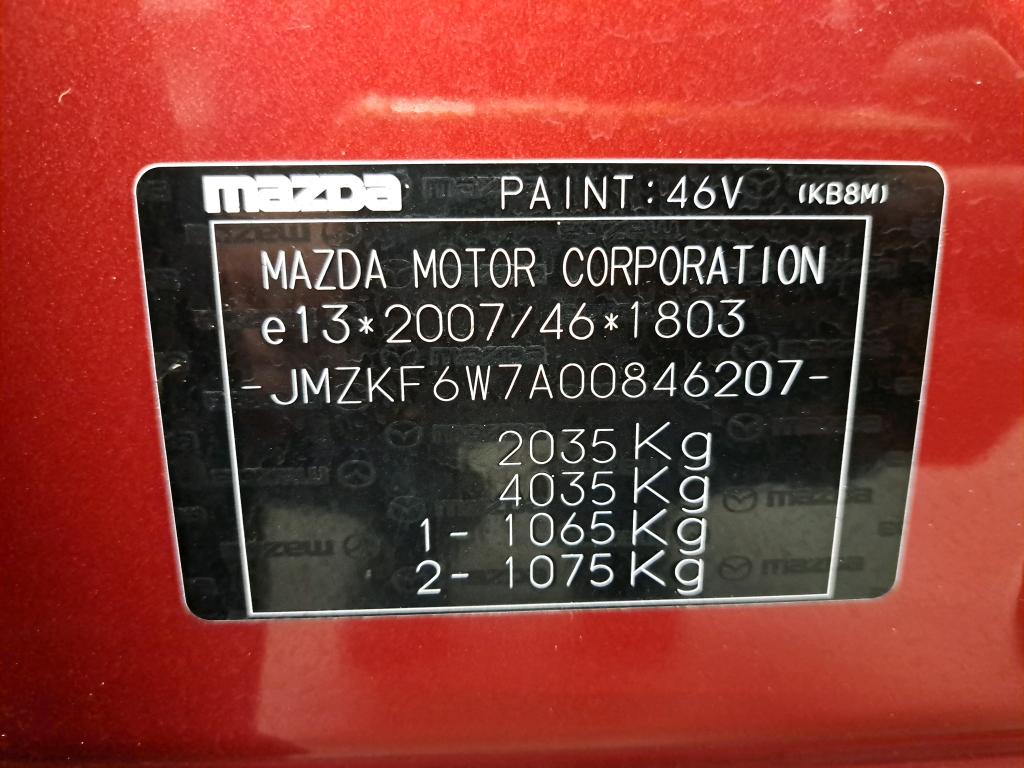 mazda PAINT:46V (KB8M)
MAZDA MOTOR CORPORATION
e13*2007/46*1803
-JMZKF6W7A00846207-
2035Kg
4035Kg
1- 1065Kg
2- 1075Kg